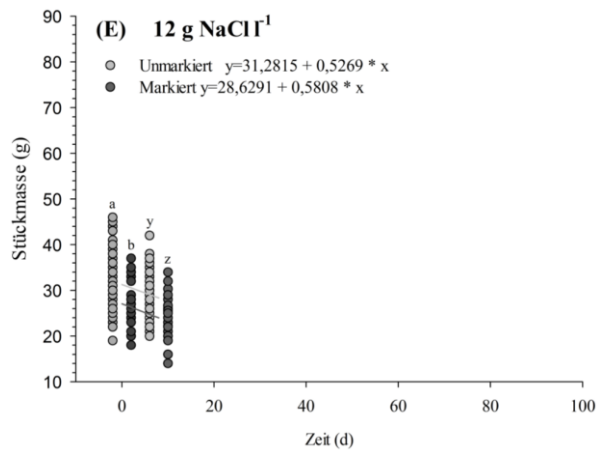 (E) 12 g NaCl l-1
Unmarkiert y=31,2815 + 0,5269 * x
Markiert y=28,6291 + 0,5808 * x
90
80
70
60
50
40
30
20
10
Stückmasse (g)
a
b
y
z
0 20 40 60 80 100
Zeit (d)